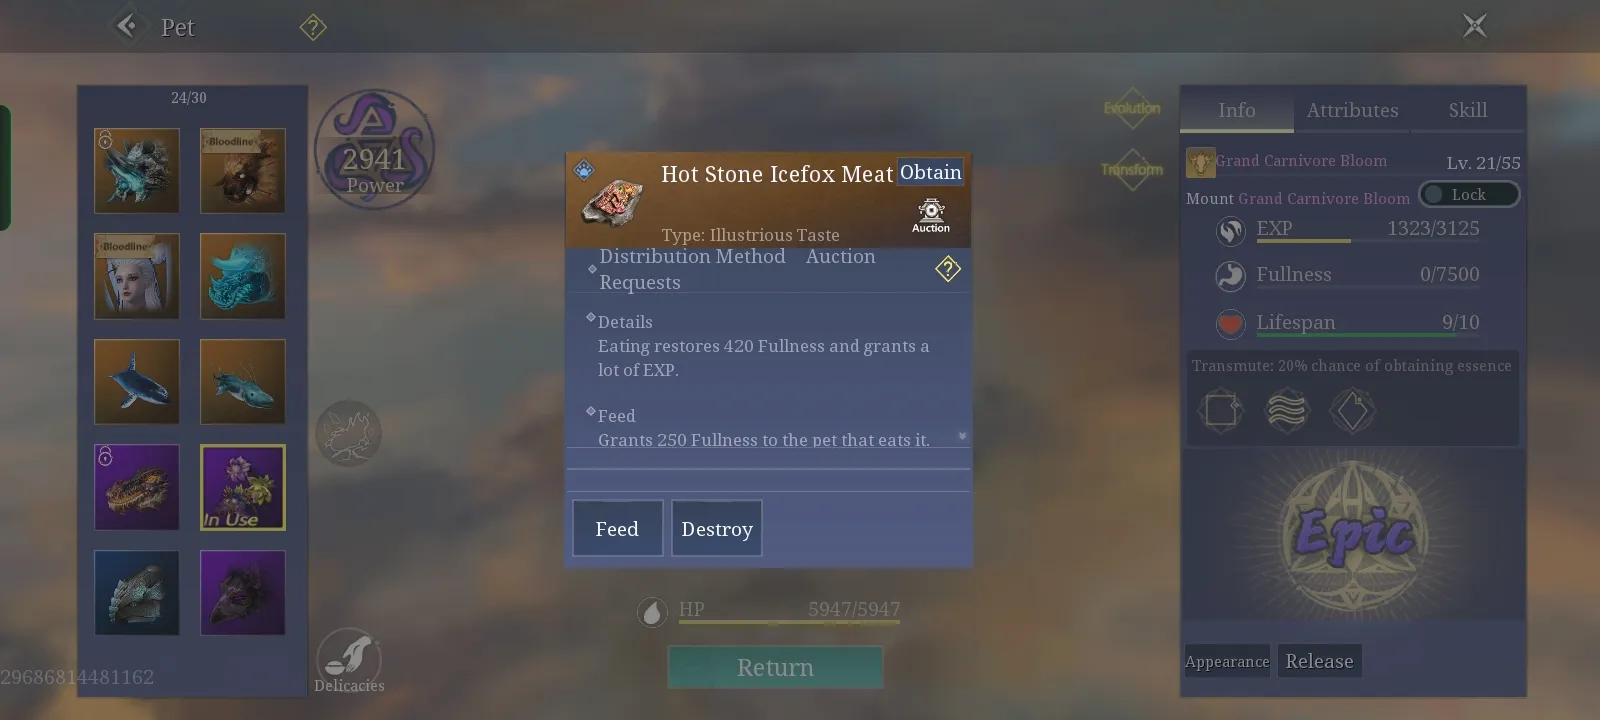 Pet
?
24/30
Bloodline
Bloodline
In Use
2941
Power
Delicacies
29686814481162
Hot Stone Icefox Meat
Obtain
Auction
Type: Illustrious Taste
Distribution Method Auction
Requests
?
Details
Eating restores 420 Fullness and grants a
lot of EXP.
Feed
Grants 250 Fullness to the pet that eats it.
Feed
Destroy
HP 5947/5947
Return
Evolution
Transform
Info
Attributes
Skill
Grand Carnivore Bloom
Lv. 21/55
Mount Grand Carnivore Bloom
Lock
EXP 1323/3125
Fullness 0/7500
Lifespan 9/10
Transmute: 20% chance of obtaining essence
Epic
Appearance
Release